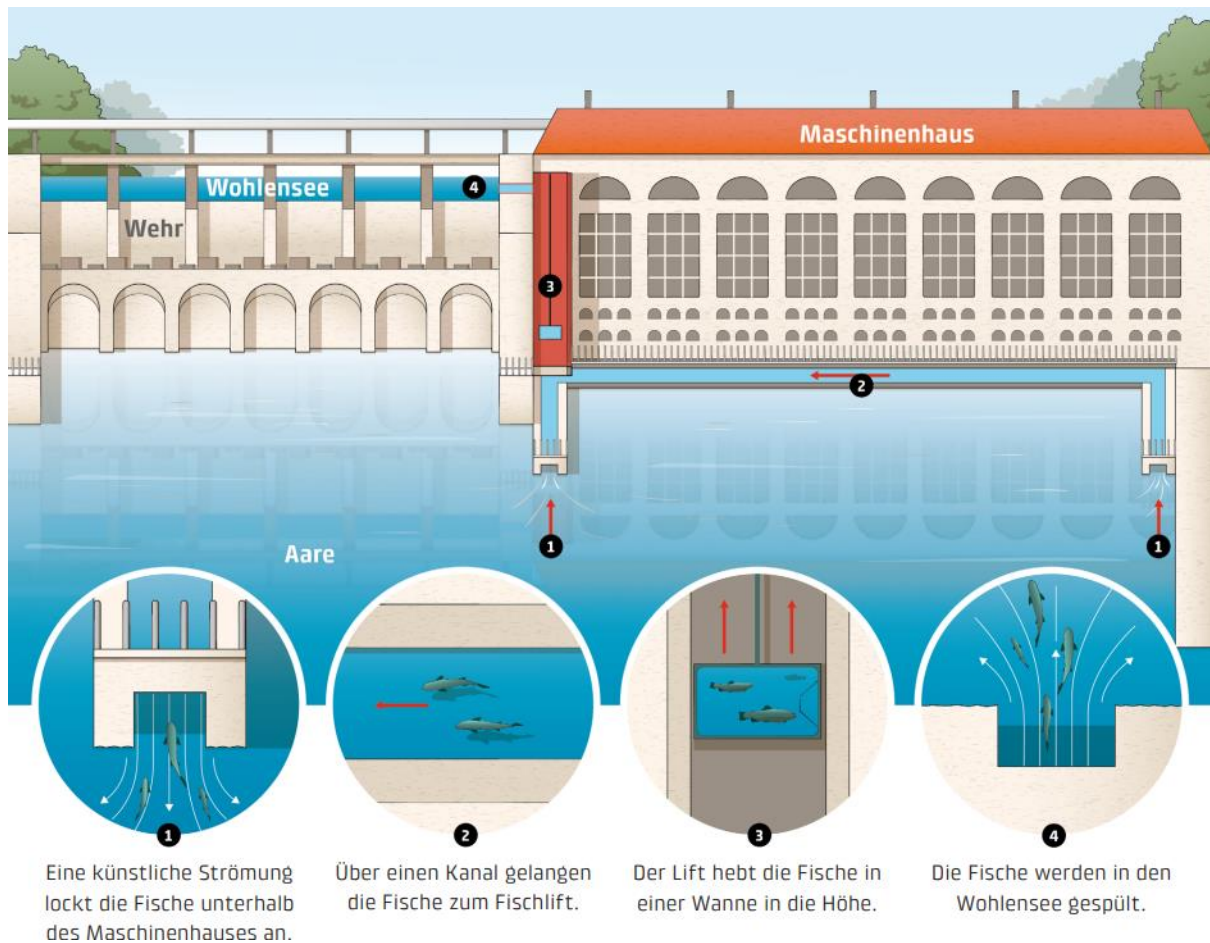 Maschinenhaus
4
Wohlensee
Wehr
3
2
1
1
Aare
1
Eine künstliche Strömung
lockt die Fische unterhalb
des Maschinenhauses an.
2
Über einen Kanal gelangen
die Fische zum Fischlift.
3
Der Lift hebt die Fische in
einer Wanne in die Höhe.
4
Die Fische werden in den
Wohlensee gespült.